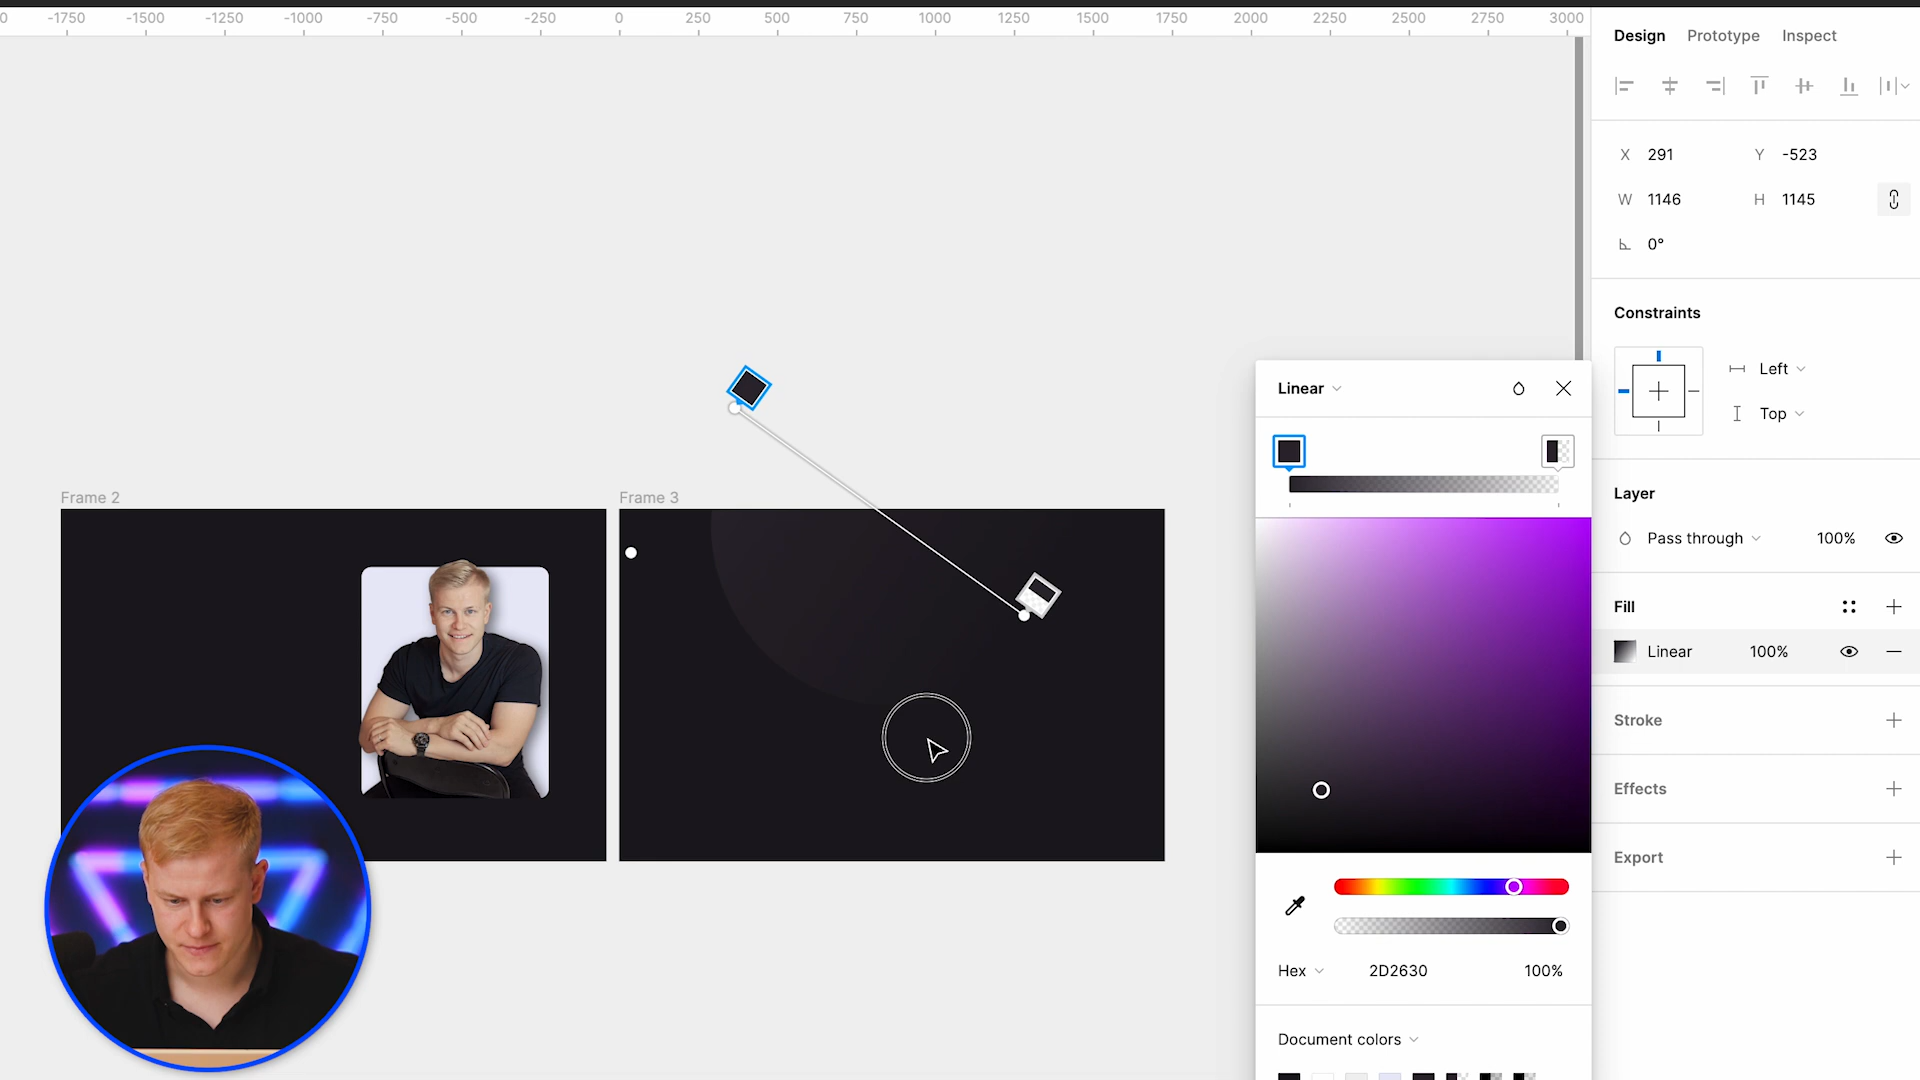 -1750 -1500 -1250 -1000 -750 -500 -250 0 250 500 750 1000 1250 1500 1750 2000 2250 2500 2750 3000
Design Prototype Inspect
X 291 Y -523
W 1146 H 1145
0°
Constraints
Left
Top
Layer
Pass through 100%
Fill
Linear 100%
Stroke
Effects
Export
Linear
Hex 2D2630 100%
Document colors
Frame 2
Frame 3